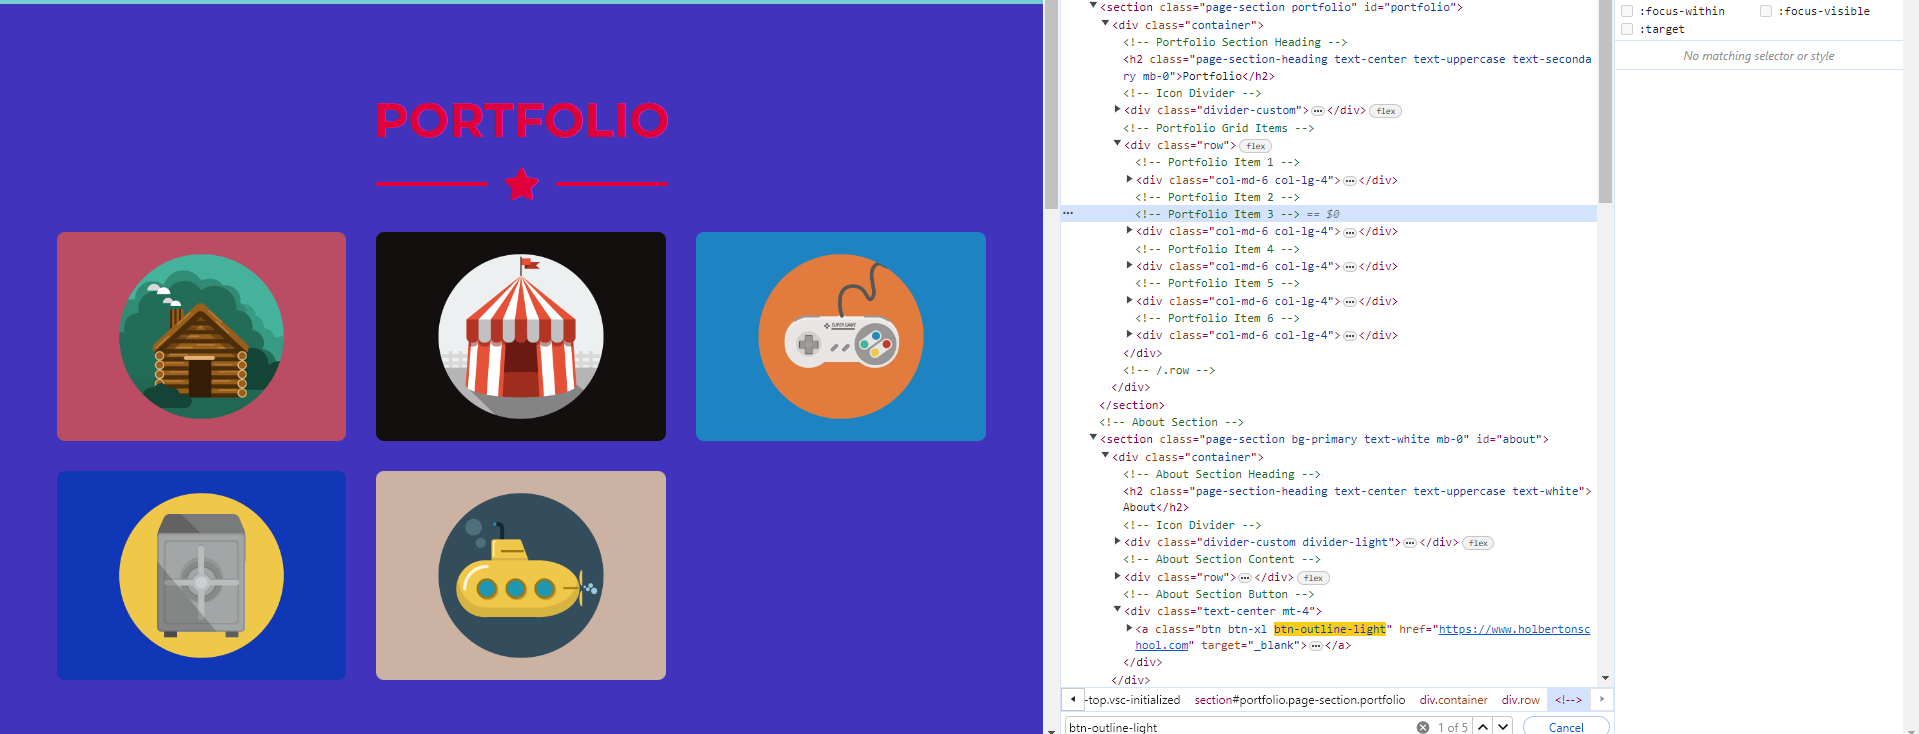 PORTFOLIO
SUPER GAME
<section class="page-section portfolio" id="portfolio">
<div class="container">
<!-- Portfolio Section Heading -->
<h2 class="page-section-heading text-center text-uppercase text-seconda
ry mb-0">Portfolio</h2>
<!-- Icon Divider -->
<div class="divider-custom">…</div> flex
<!-- Portfolio Grid Items -->
<div class="row"> flex
<!-- Portfolio Item 1 -->
<div class="col-md-6 col-lg-4">…</div>
<!-- Portfolio Item 2 -->
… <!-- Portfolio Item 3 --> == $0
<div class="col-md-6 col-lg-4">…</div>
<!-- Portfolio Item 4 -->
<div class="col-md-6 col-lg-4">…</div>
<!-- Portfolio Item 5 -->
<div class="col-md-6 col-lg-4">…</div>
<!-- Portfolio Item 6 -->
<div class="col-md-6 col-lg-4">…</div>
</div>
<!-- /.row -->
</div>
</section>
<!-- About Section -->
<section class="page-section bg-primary text-white mb-0" id="about">
<div class="container">
<!-- About Section Heading -->
<h2 class="page-section-heading text-center text-uppercase text-white">
About</h2>
<!-- Icon Divider -->
<div class="divider-custom divider-light">…</div> flex
<!-- About Section Content -->
<div class="row">…</div> flex
<!-- About Section Button -->
<div class="text-center mt-4">
<a class="btn btn-xl btn-outline-light" href="https://www.holbertonsc
hool.com" target="_blank">…</a>
</div>
</div>
-top.vsc-initialized section#portfolio.page-section.portfolio div.container div.row <!-->
btn-outline-light 1 of 5 Cancel
:focus-within :focus-visible
:target
No matching selector or style